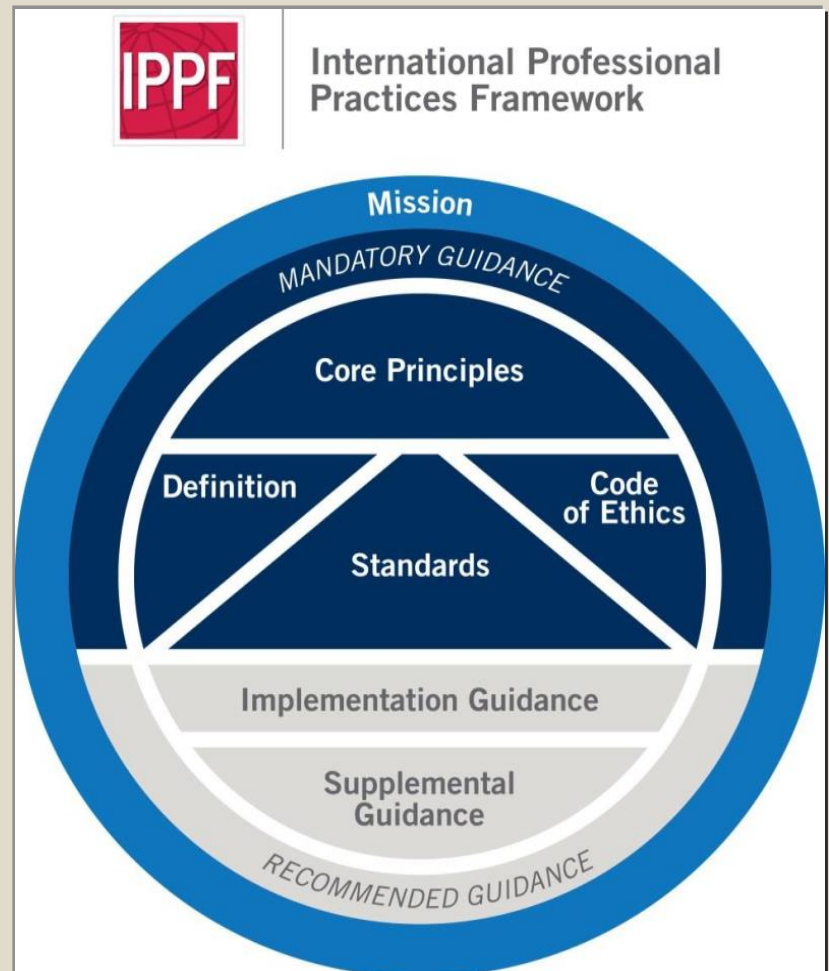 IPPF
International Professional
Practices Framework
Mission
MANDATORY GUIDANCE
Core Principles
Definition
Code
of Ethics
Standards
Implementation Guidance
Supplemental
Guidance
RECOMMENDED GUIDANCE